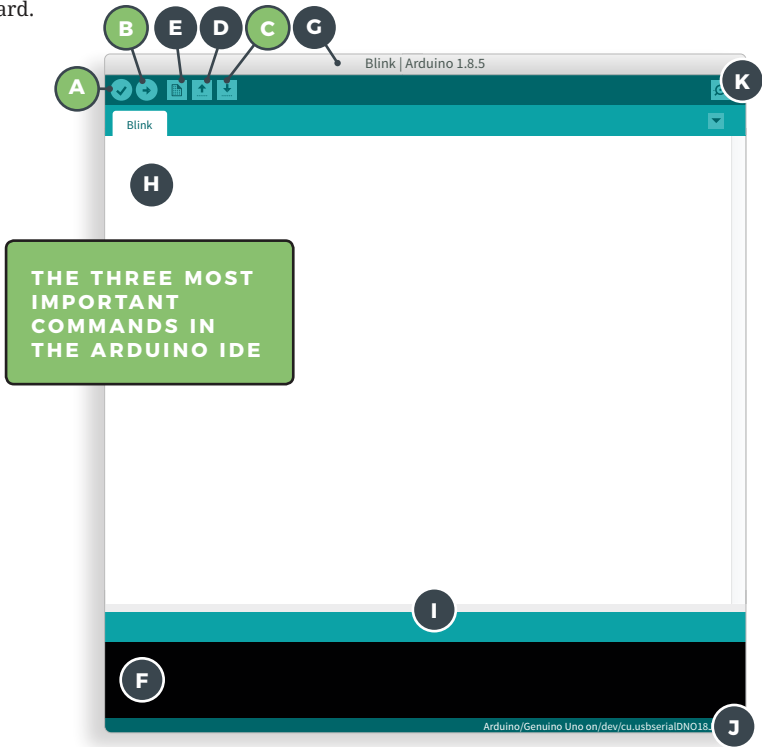 ard.
B E D C G
Blink | Arduino 1.8.5
A
K
Blink
H
THE THREE MOST
IMPORTANT
COMMANDS IN
THE ARDUINO IDE
I
F
Arduino/Genuino Uno on/dev/cu.usbserialDNO18
J